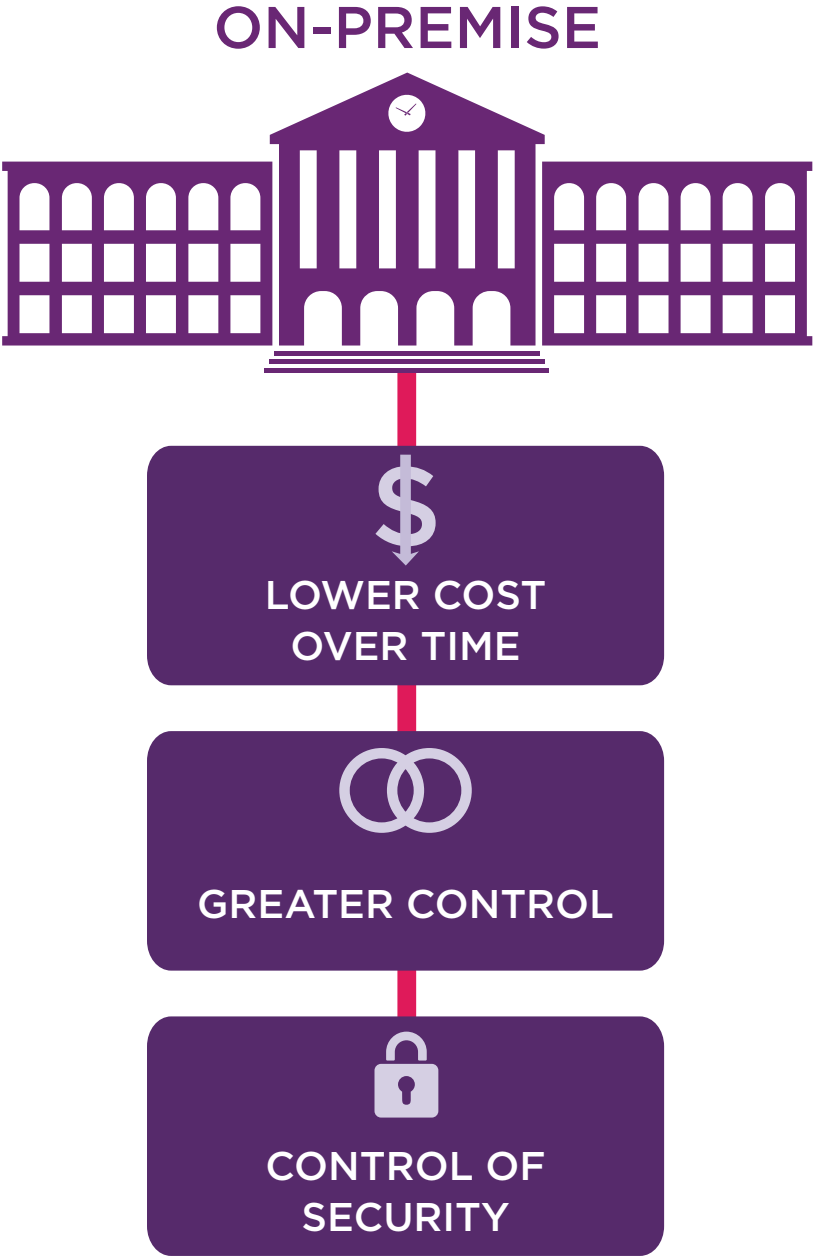 ON-PREMISE
LOWER COST
OVER TIME
GREATER CONTROL
CONTROL OF
SECURITY